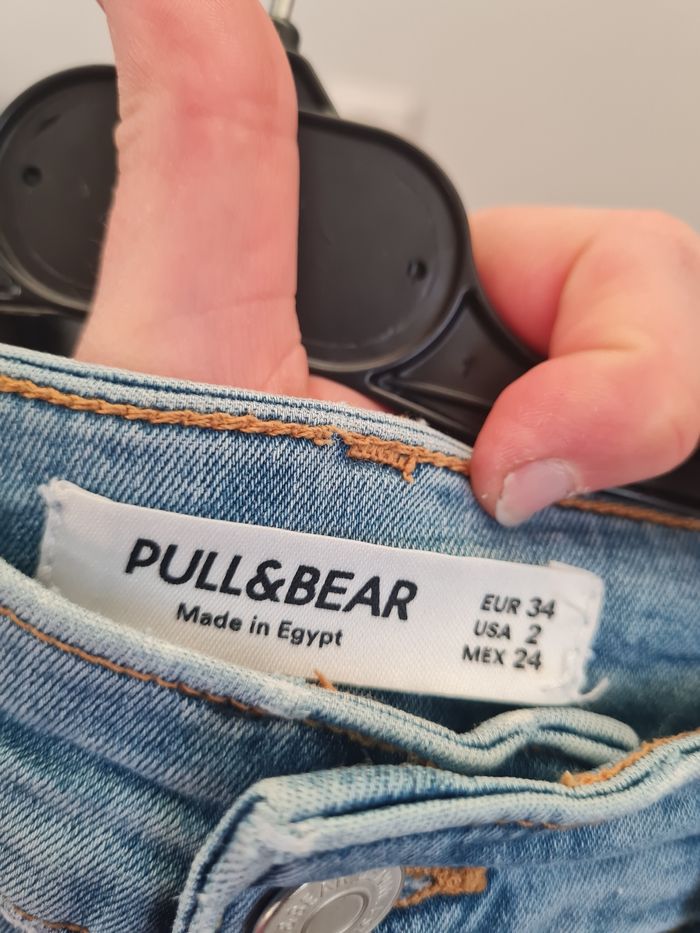 PULL&BEAR
Made in Egypt
EUR 34
USA 2
MEX 24